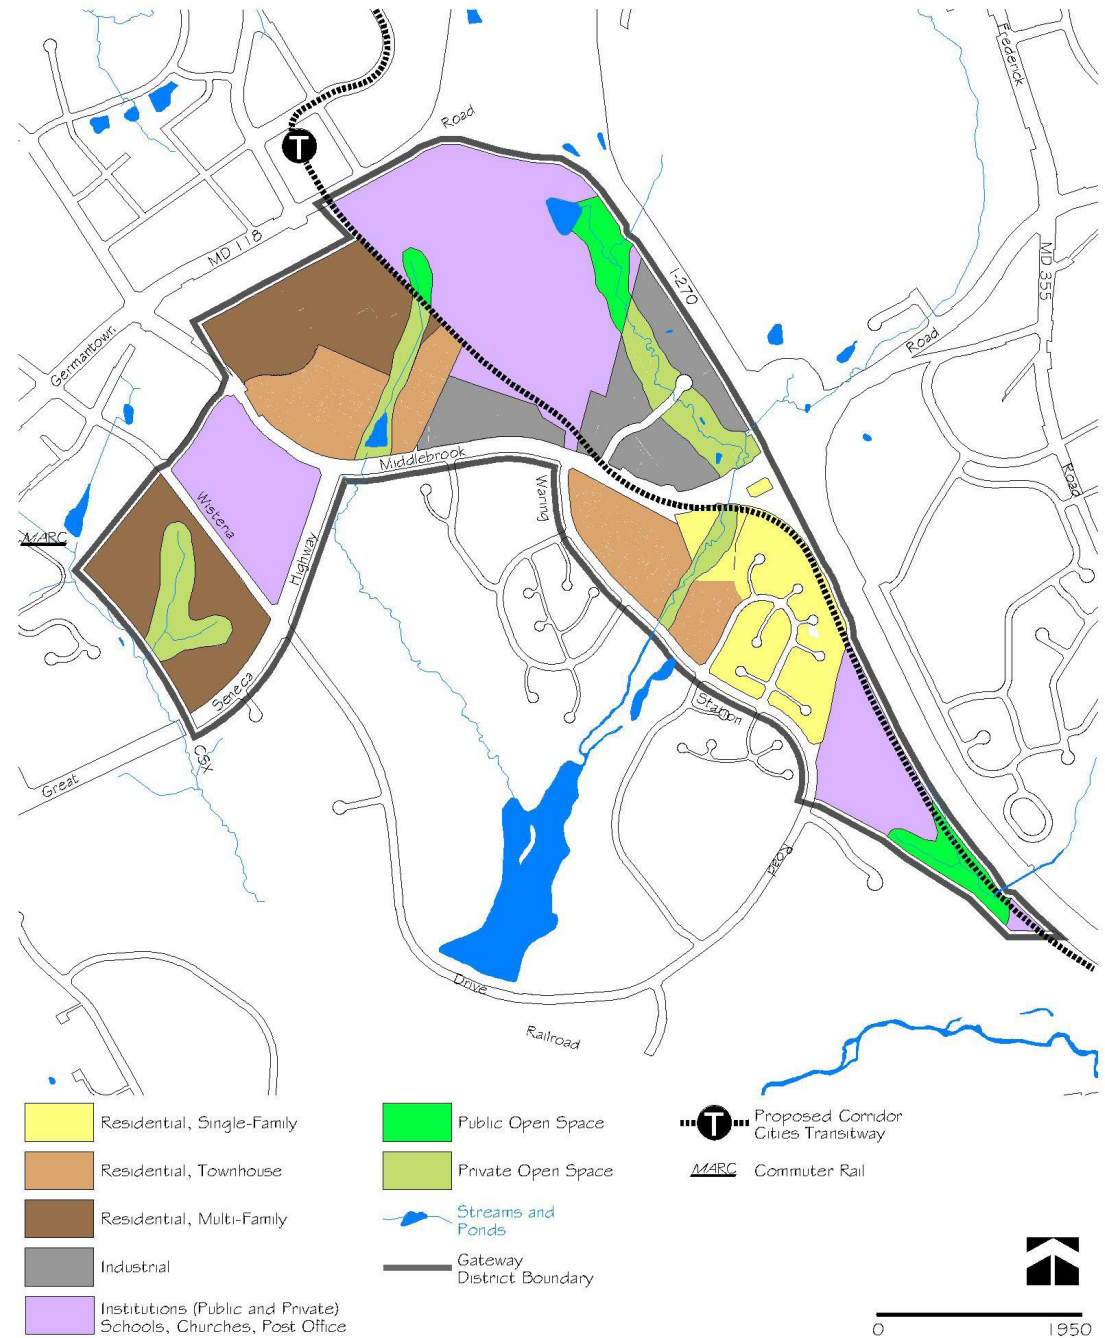 Frederick
Road
T
MD 118
I-270
MD 355
Germantown
Road
Middlebrook
Road
Waring
Wisteria
MARC
Highway
Seneca
Station
CSX
Great
Road
Drive
Railroad
Residential, Single-Family
Residential, Townhouse
Residential, Multi-Family
Industrial
Institutions (Public and Private)
Schools, Churches, Post Office
Public Open Space
Private Open Space
Streams and
Ponds
Gateway
District Boundary
T
Proposed Corridor
Cities Transitway
MARC
Commuter Rail
0 1950